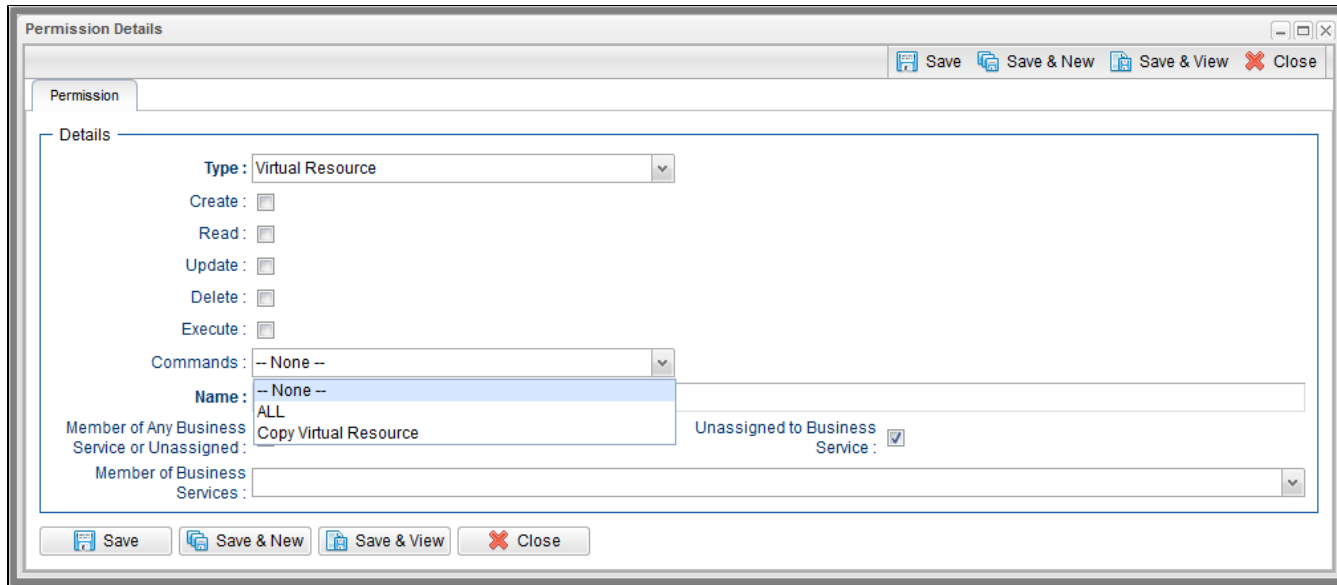 Permission Details
Save Save & New Save & View Close
Permission
Details
Type : Virtual Resource
Create :
Read :
Update :
Delete :
Execute :
Commands : -- None --
-- None --
Name :
ALL
Copy Virtual Resource
Member of Any Business
Service or Unassigned :
Unassigned to Business
Service :
Member of Business
Services :
Save Save & New Save & View Close